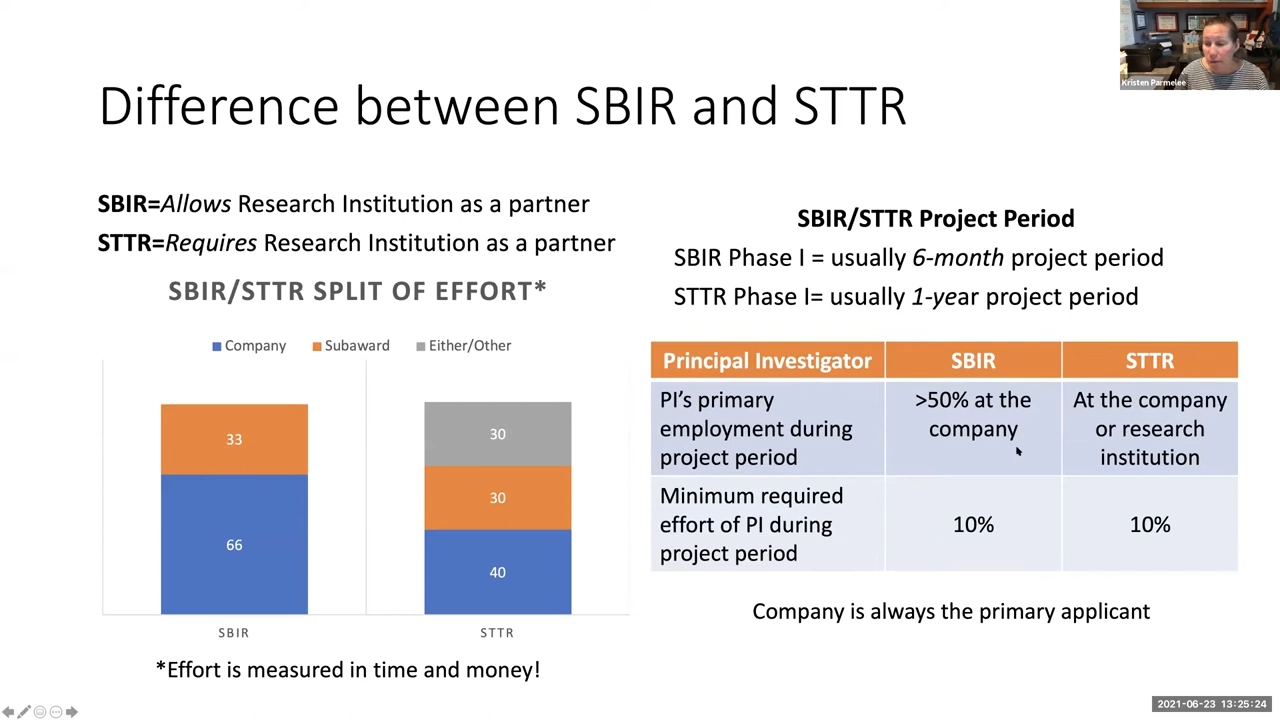 Kristen Parmelee
Difference between SBIR and STTR
SBIR=Allows Research Institution as a partner
STTR=Requires Research Institution as a partner
SBIR/STTR SPLIT OF EFFORT*
Company Subaward Either/Other
33
66
30
30
40
SBIR STTR
*Effort is measured in time and money!
SBIR/STTR Project Period
SBIR Phase I = usually 6-month project period
STTR Phase I= usually 1-year project period
Principal Investigator SBIR STTR
PI's primary
employment during
project period
>50% at the
company
At the company
or research
institution
Minimum required
effort of PI during
project period
10%
10%
Company is always the primary applicant
2021-06-23 13:25:24